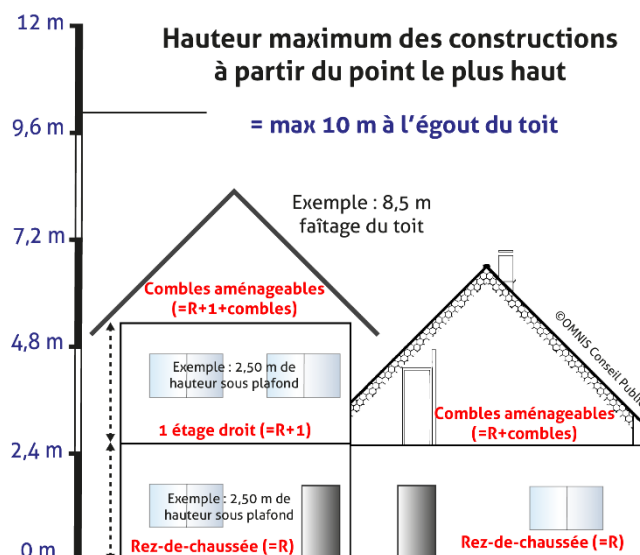 12 m
Hauteur maximum des constructions
à partir du point le plus haut
9,6 m
= max 10 m à l'égout du toit
Exemple : 8,5 m
faîtage du toit
7,2 m
Combles aménageables
(=R+1+combles)
4,8 m
©OMNIS Conseil Public
Exemple : 2,50 m de
hauteur sous plafond
Combles aménageables
(=R+combles)
1 étage droit (=R+1)
2,4 m
Exemple : 2,50 m de
hauteur sous plafond
Rez-de-chaussée (=R)
Rez-de-chaussée (=R)
0 m